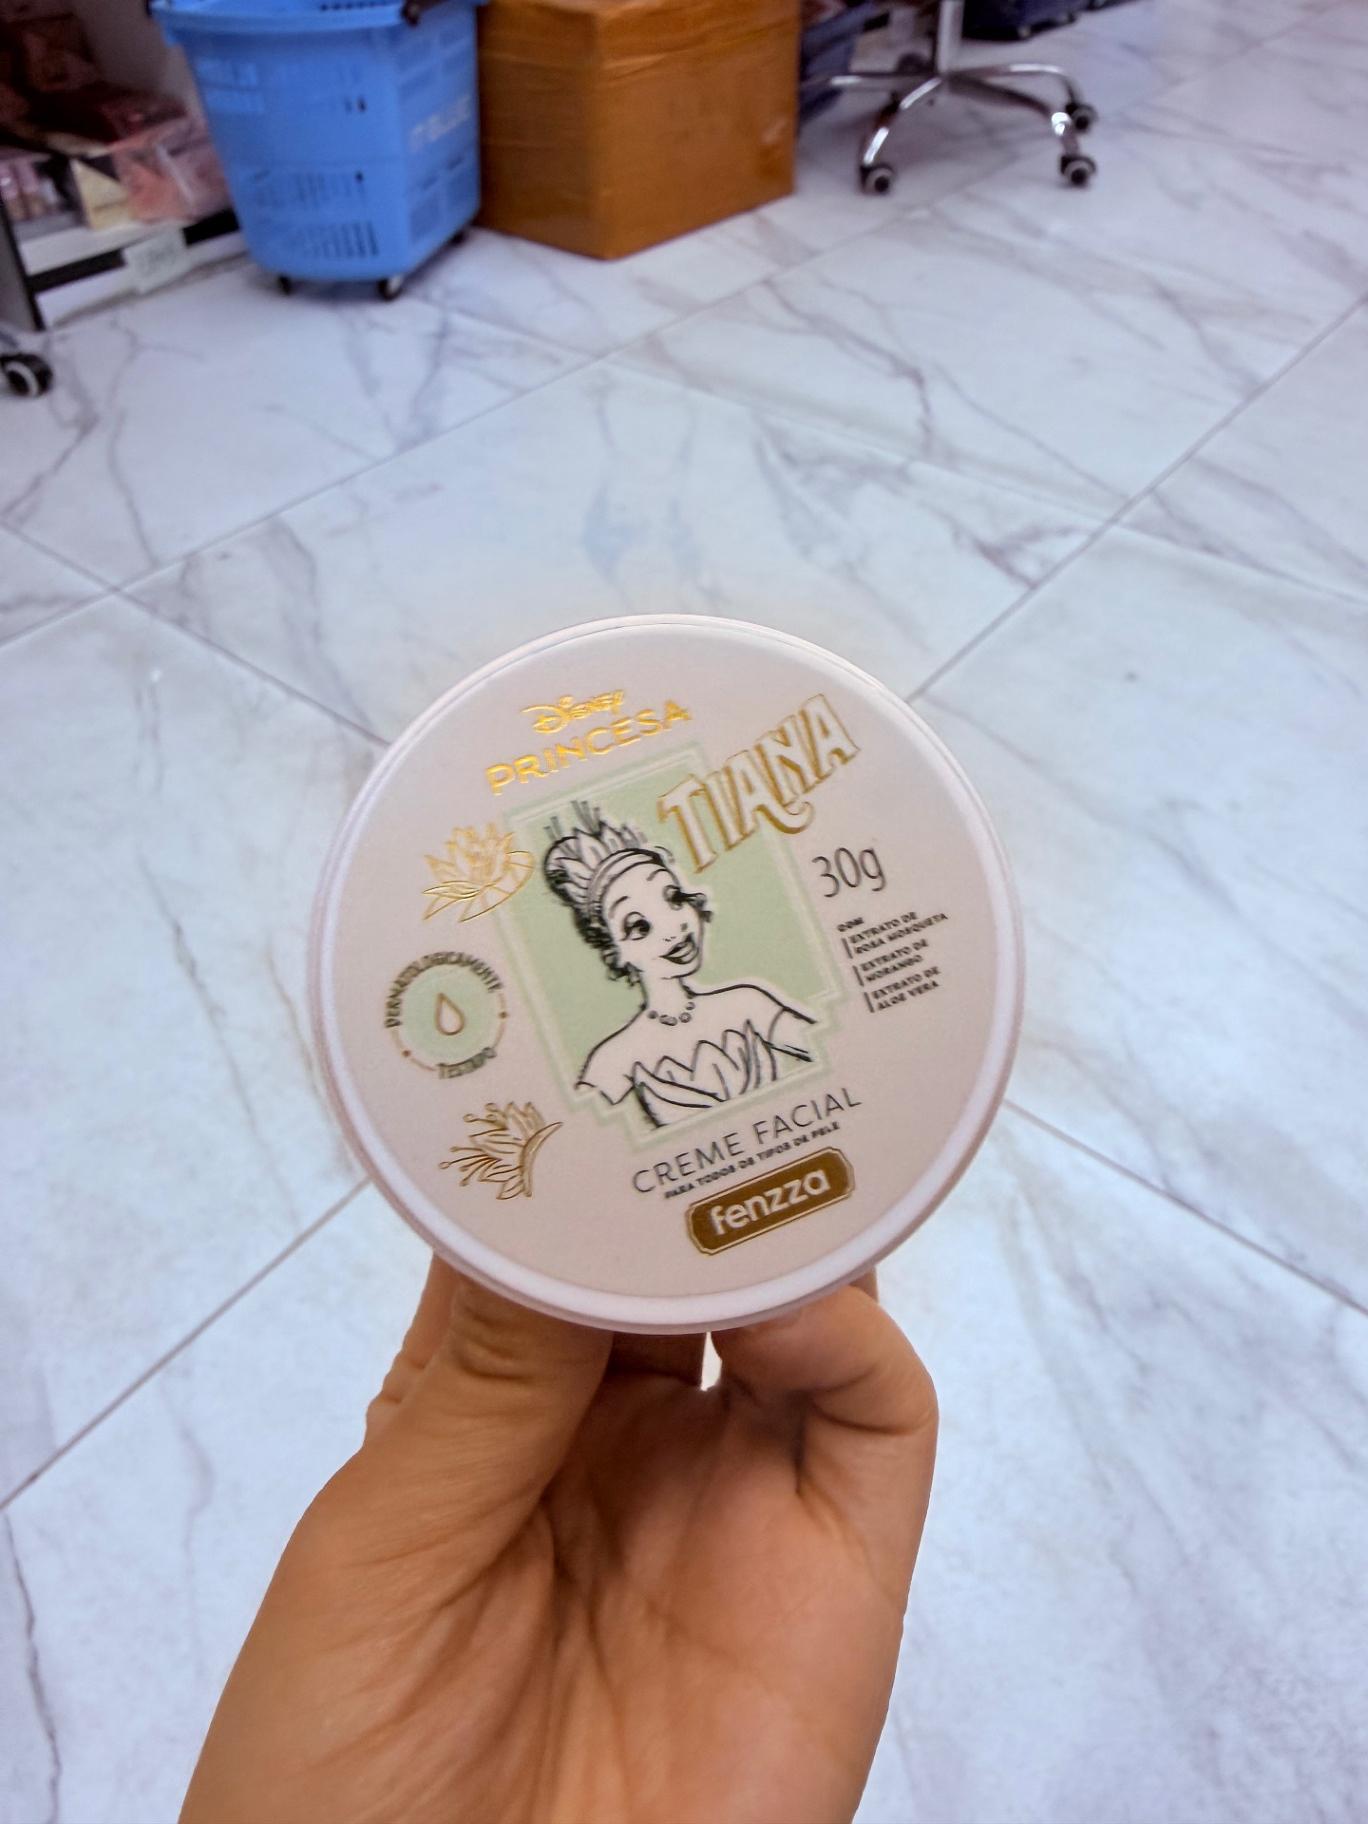 Disney
PRINCESA
TIANA
30g
COM
EXTRATO DE
ROSA MOSQUETA
EXTRATO DE
MORANGO
EXTRATO DE
ALOE VERA
DERMATOLOGICAMENTE
TESTADO
CREME FACIAL
PARA TODOS OS TIPOS DE PELE
fenzza